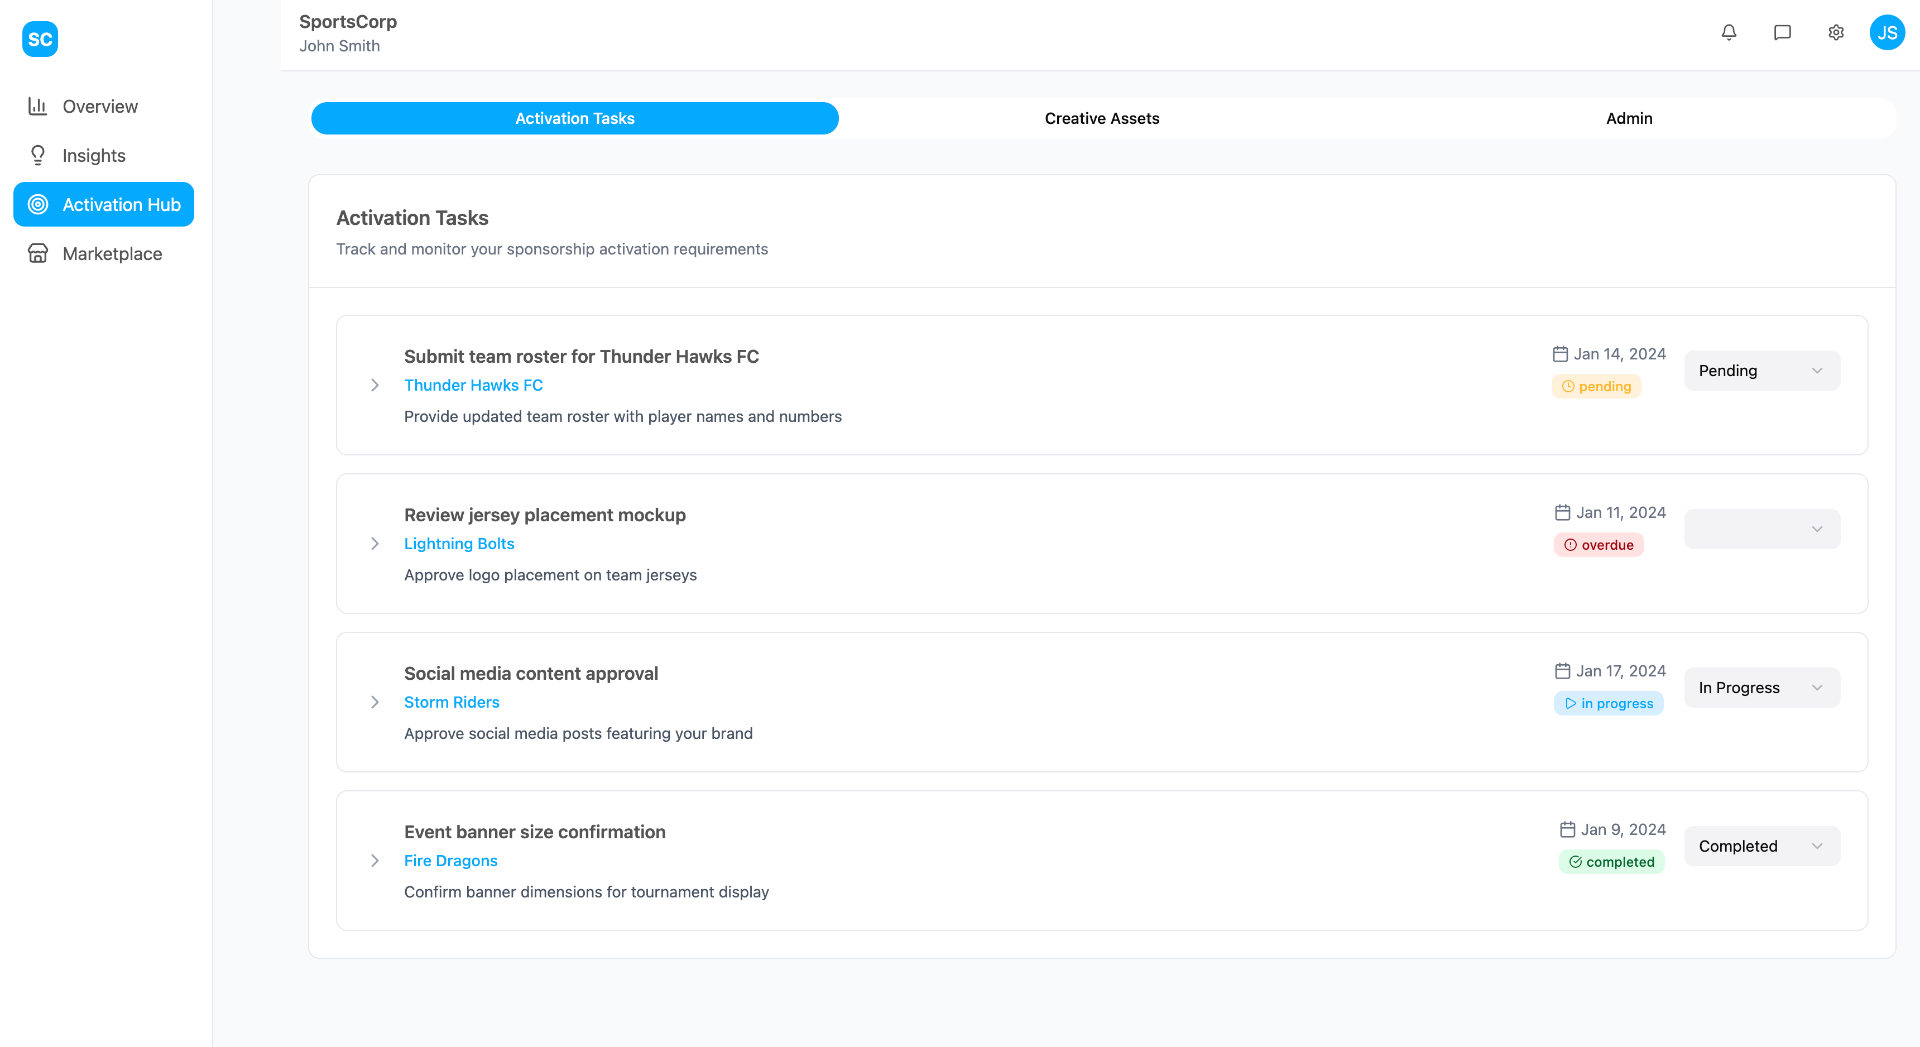 SC
SportsCorp
John Smith
JS
Overview
Insights
Activation Hub
Marketplace
Activation Tasks
Creative Assets
Admin
Activation Tasks
Track and monitor your sponsorship activation requirements
Submit team roster for Thunder Hawks FC
Thunder Hawks FC
Provide updated team roster with player names and numbers
Jan 14, 2024
pending
Pending
Review jersey placement mockup
Lightning Bolts
Approve logo placement on team jerseys
Jan 11, 2024
overdue
Social media content approval
Storm Riders
Approve social media posts featuring your brand
Jan 17, 2024
in progress
In Progress
Event banner size confirmation
Fire Dragons
Confirm banner dimensions for tournament display
Jan 9, 2024
completed
Completed